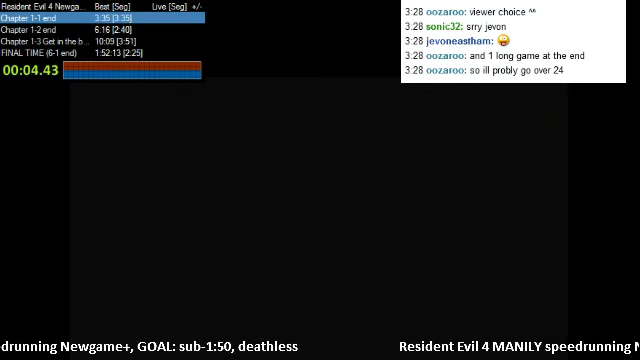 Resident Evil 4 Newga... Best [Seg] Live [Seg] +/-
Chapter 1-1 end 3:35 [3:35]
Chapter 1-2 end 6:16 [2:40]
Chapter 1-3 Get in the b... 10:09 [3:51]
FINAL TIME (6-1 end) 1:52:13 [2:25]
00:04.43
3:28 oozaroo: viewer choice ^^
3:28 sonic32: srry jevon
3:28 jevoneastham:
3:28 oozaroo: and 1 long game at the end
3:28 oozaroo: so ill probly go over 24
edrunning Newgame+, GOAL: sub-1:50, deathless Resident Evil 4 MANILY speedrunning N